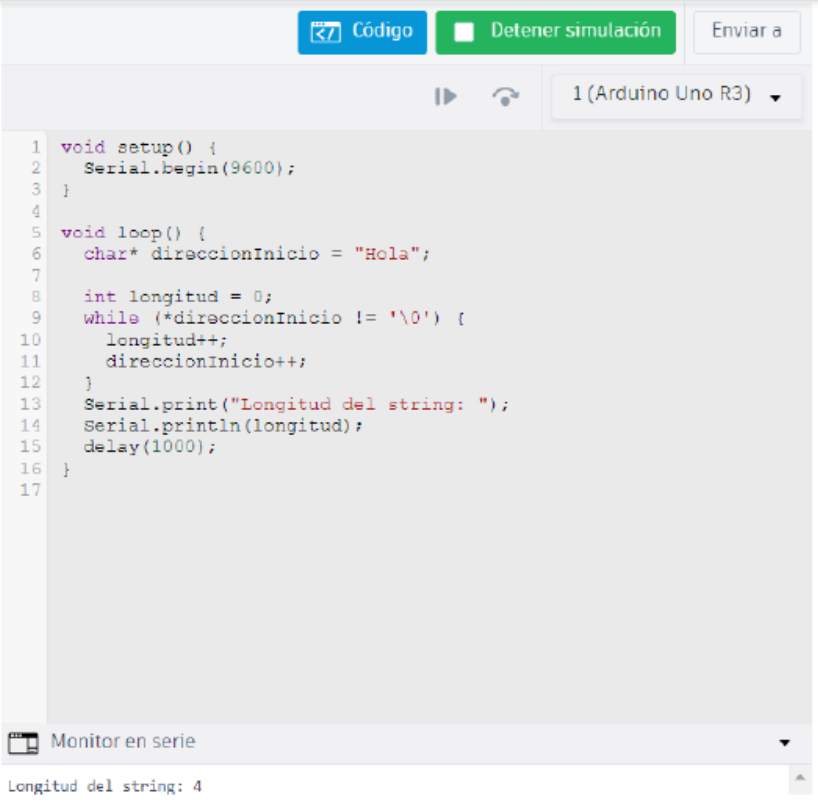 Código
Detener simulación
Enviar a
1 (Arduino Uno R3)
1 void setup() {
2   Serial.begin(9600);
3 }
4
5 void loop() {
6   char* direccionInicio = "Hola";
7
8   int longitud = 0;
9   while (*direccionInicio != '\0') {
10     longitud++;
11     direccionInicio++;
12   }
13   Serial.print("Longitud del string: ");
14   Serial.println(longitud);
15   delay(1000);
16 }
17
Monitor en serie
Longitud del string: 4